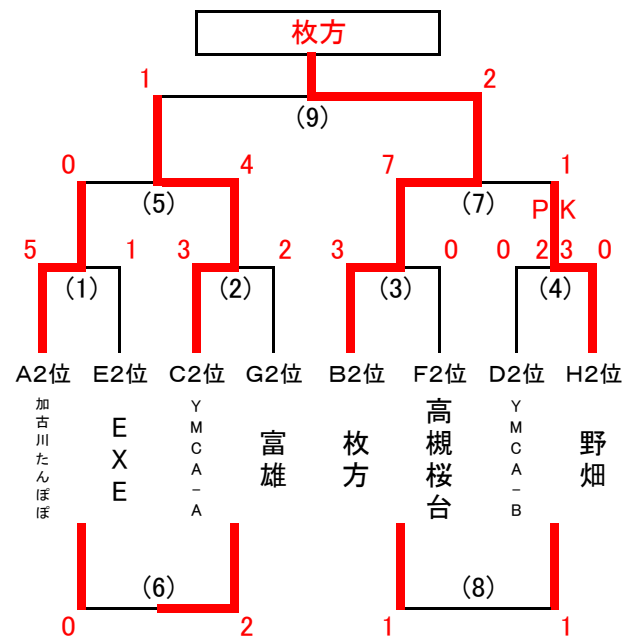 枚方
1 2
(9)
0 4 7 1
(5) (7)
PK
5 1 3 2 3 0 0 2 3 0
(1) (2) (3) (4)
A2位 E2位 C2位 G2位 B2位 F2位 D2位 H2位
加古川たんぽぽ
EXE
YMCA-A
富雄
枚方
高槻桜台
YMCA-B
野畑
(6) (8)
0 2 1 1